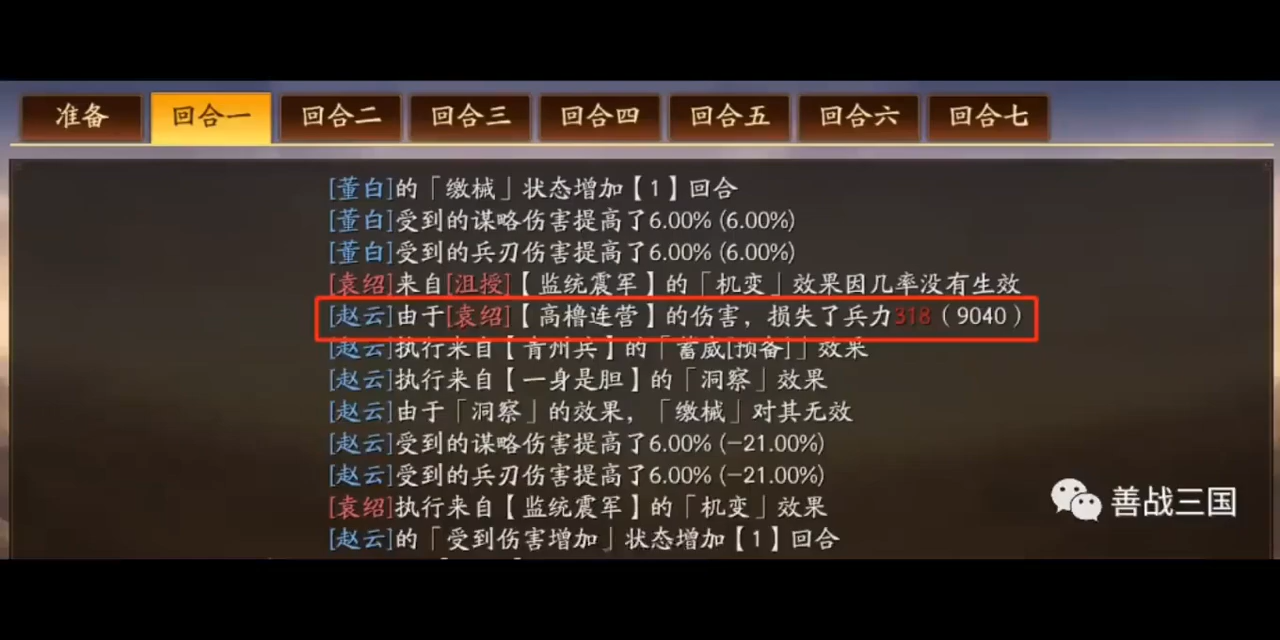 准备 回合一 回合二 回合三 回合四 回合五 回合六 回合七
[董白]的「缴械」状态增加【1】回合
[董白]受到的谋略伤害提高了6.00% (6.00%)
[董白]受到的兵刃伤害提高了6.00% (6.00%)
[袁绍]来自[沮授]【监统震军】的「机变」效果因几率没有生效
[赵云]由于[袁绍]【高橹连营】的伤害，损失了兵力318（9040）
[赵云]执行来自【青州兵】的「蓄威[预备]」效果
[赵云]执行来自【一身是胆】的「洞察」效果
[赵云]由于「洞察」的效果，「缴械」对其无效
[赵云]受到的谋略伤害提高了6.00% (−21.00%)
[赵云]受到的兵刃伤害提高了6.00% (−21.00%)
[袁绍]执行来自【监统震军】的「机变」效果
善战三国
[赵云]的「受到伤害增加」状态增加【1】回合